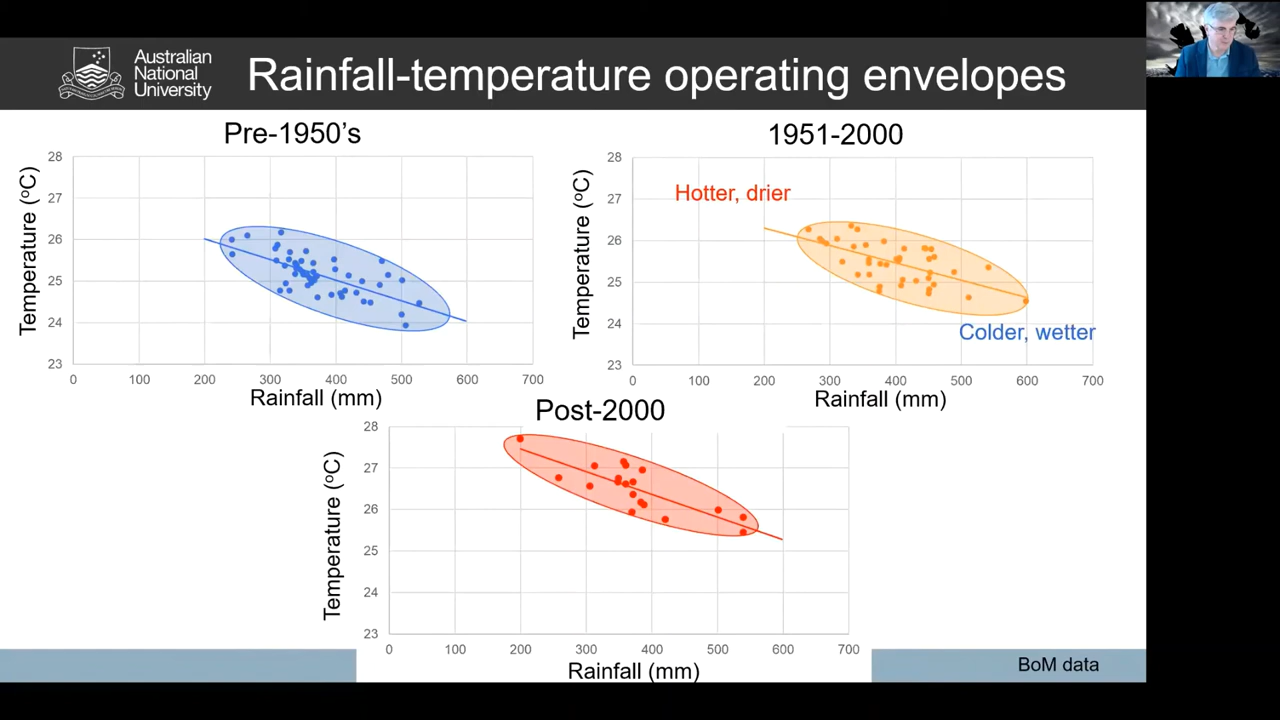 Australian
National
University
Rainfall-temperature operating envelopes
Pre-1950's
28
27
26
25
24
23
Temperature (°C)
0 100 200 300 400 500 600 700
Rainfall (mm)
1951-2000
28
27
26
25
24
23
Temperature (°C)
Hotter, drier
Colder, wetter
0 100 200 300 400 500 600 700
Rainfall (mm)
Post-2000
28
27
26
25
24
23
Temperature (°C)
0 100 200 300 400 500 600 700
Rainfall (mm)
BoM data